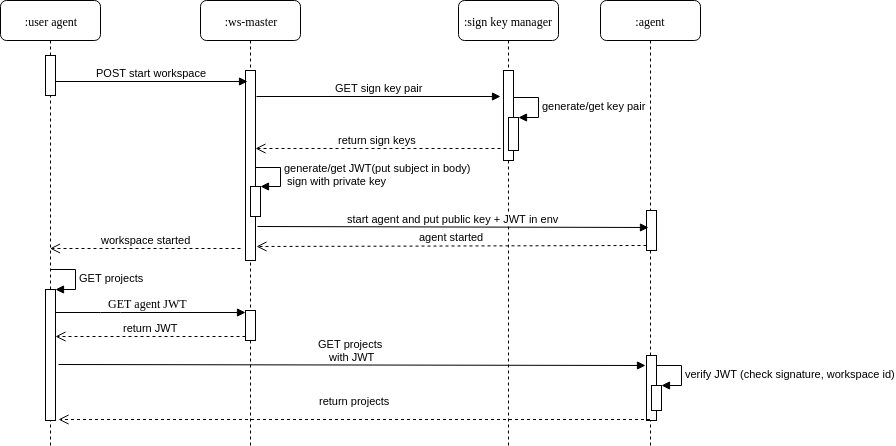 :user agent
:ws-master
:sign key manager
:agent
POST start workspace
GET sign key pair
generate/get key pair
return sign keys
generate/get JWT(put subject in body)
sign with private key
start agent and put public key + JWT in env
agent started
workspace started
GET projects
GET agent JWT
return JWT
GET projects
with JWT
verify JWT (check signature, workspace id)
return projects